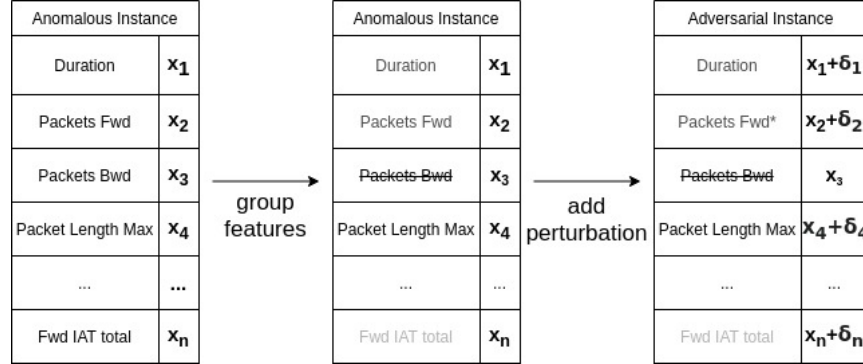 Anomalous Instance
Duration x₁
Packets Fwd x₂
Packets Bwd x₃
Packet Length Max x₄
... ...
Fwd IAT total xₙ
group
features
Anomalous Instance
Duration x₁
Packets Fwd x₂
Packets Bwd x₃
Packet Length Max x₄
... ...
Fwd IAT total xₙ
add
perturbation
Adversarial Instance
Duration x₁+δ₁
Packets Fwd* x₂+δ₂
Packets Bwd x₃
Packet Length Max x₄+δ₄
... ...
Fwd IAT total xₙ+δₙ